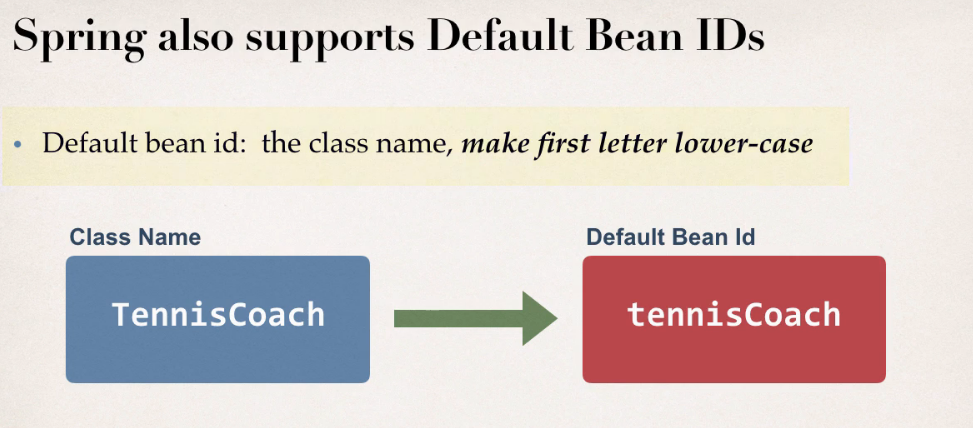 Spring also supports Default Bean IDs
• Default bean id: the class name, make first letter lower-case
Class Name
Default Bean Id
TennisCoach
tennisCoach